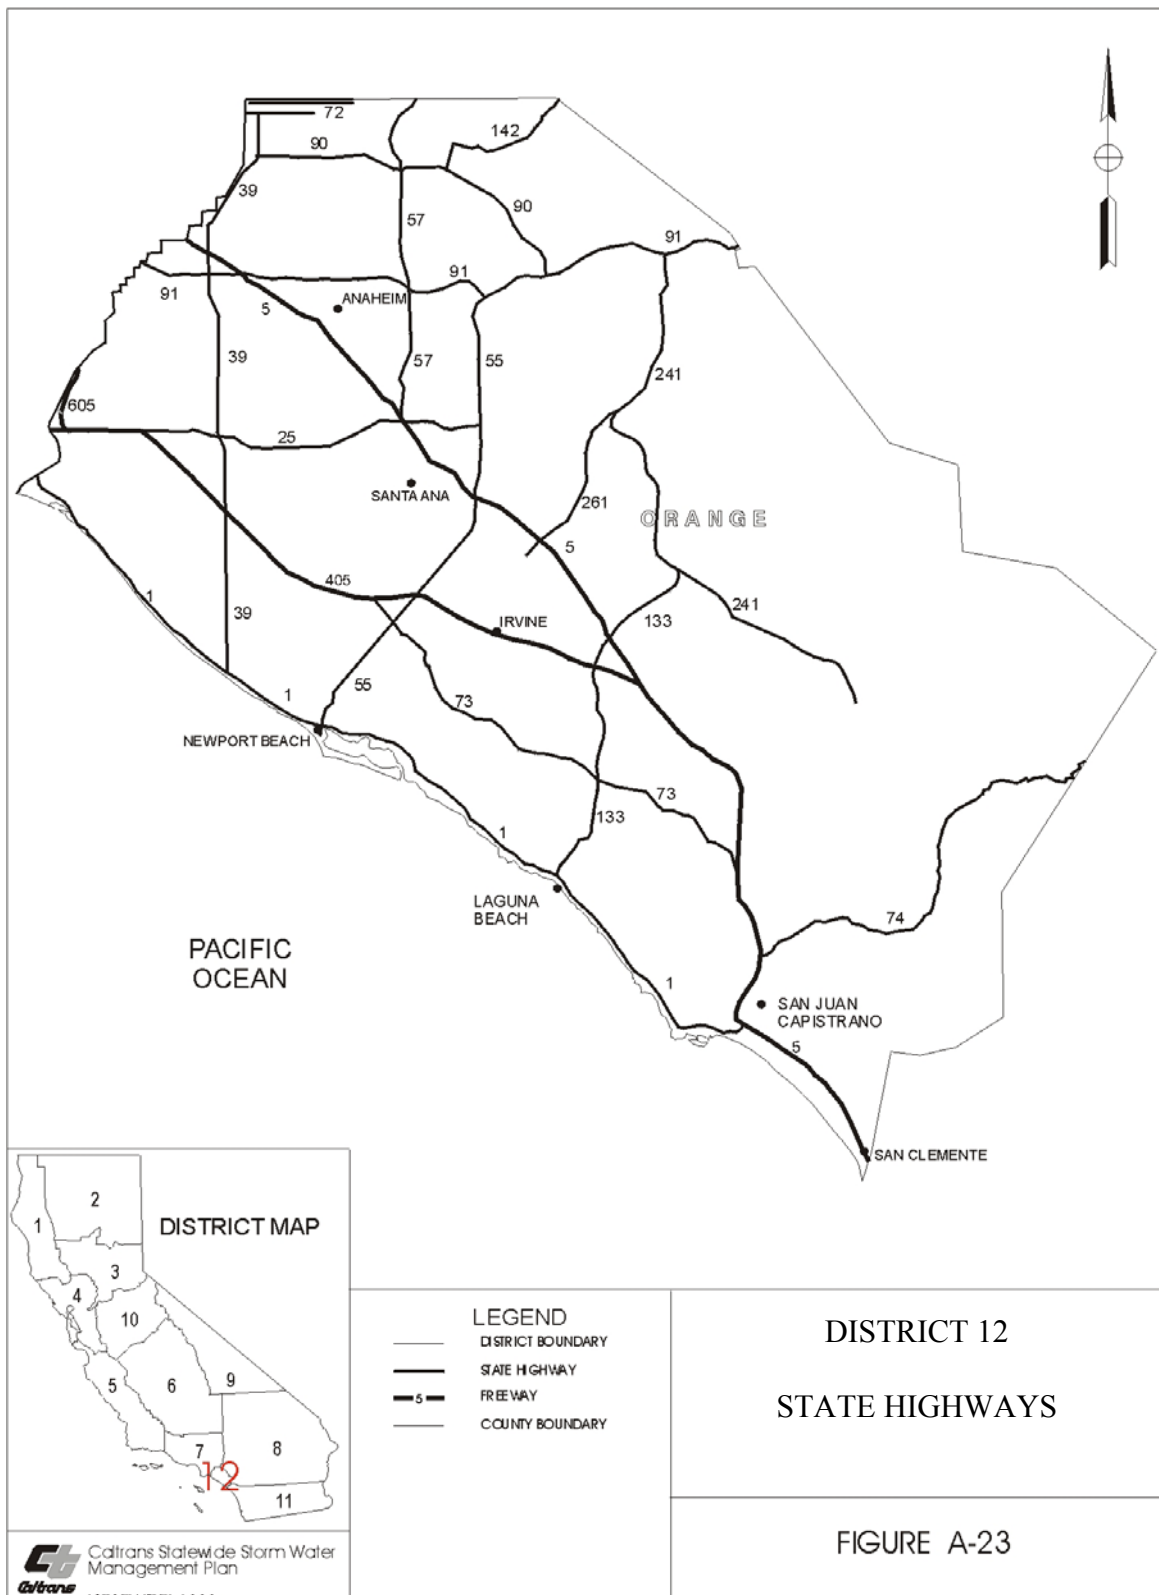 72
142
90
39
90
57
91
91
91
5
ANAHEIM
39
57
55
241
605
25
SANTA ANA
261
ORANGE
5
405
1
39
IRVINE
133
241
55
73
1
NEWPORT BEACH
73
133
1
LAGUNA
BEACH
74
PACIFIC
OCEAN
1
SAN JUAN
CAPISTRANO
5
SAN CLEMENTE
DISTRICT MAP
1
2
3
4
10
5
6
9
7
8
12
11
LEGEND
DISTRICT BOUNDARY
STATE HIGHWAY
5 FREEWAY
COUNTY BOUNDARY
DISTRICT 12
STATE HIGHWAYS
FIGURE A-23
ct
Caltrans
Caltrans Statewide Storm Water
Management Plan